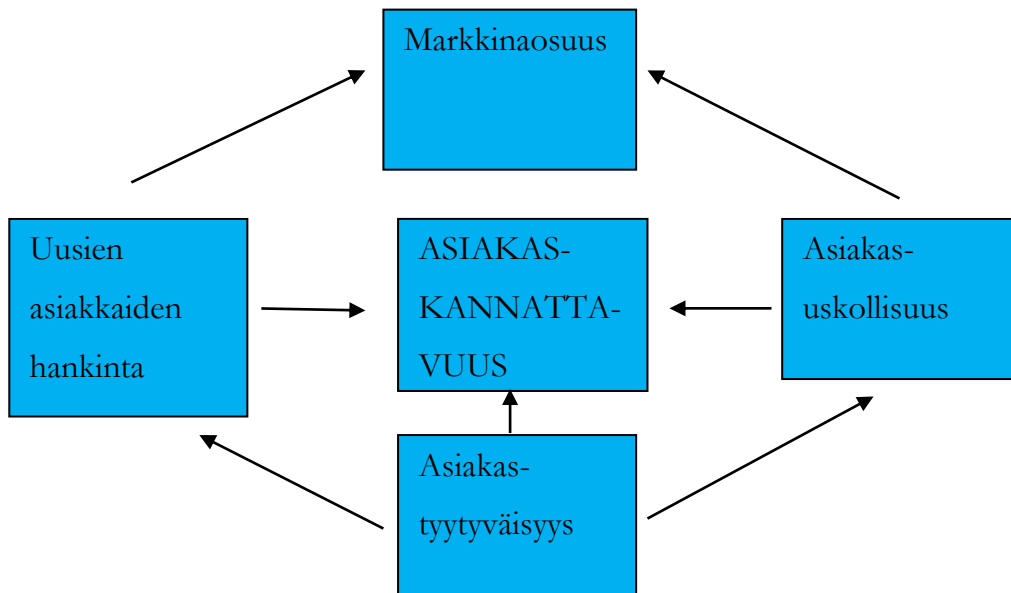 Markkinaosuus
Uusien
asiakkaiden
hankinta
ASIAKAS-
KANNATTA-
VUUS
Asiakas-
uskollisuus
Asiakas-
tyytyväisyys